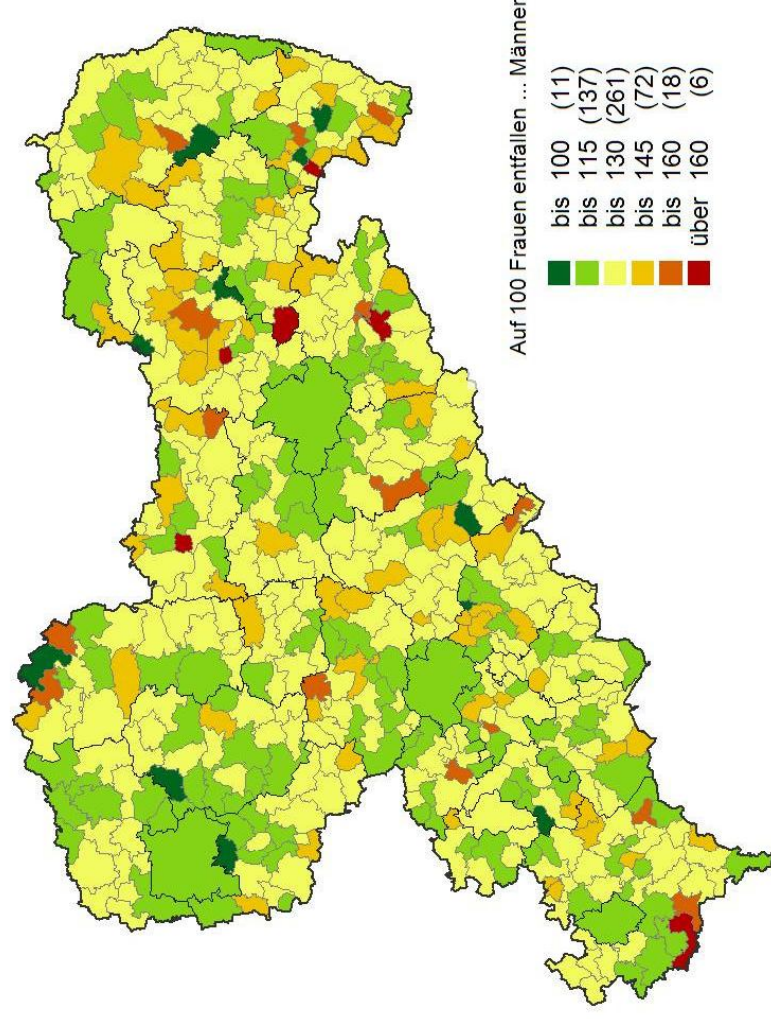 Auf 100 Frauen entfallen ... Männer
bis 100 (11)
bis 115 (137)
bis 130 (261)
bis 145 (72)
bis 160 (18)
über 160 (6)